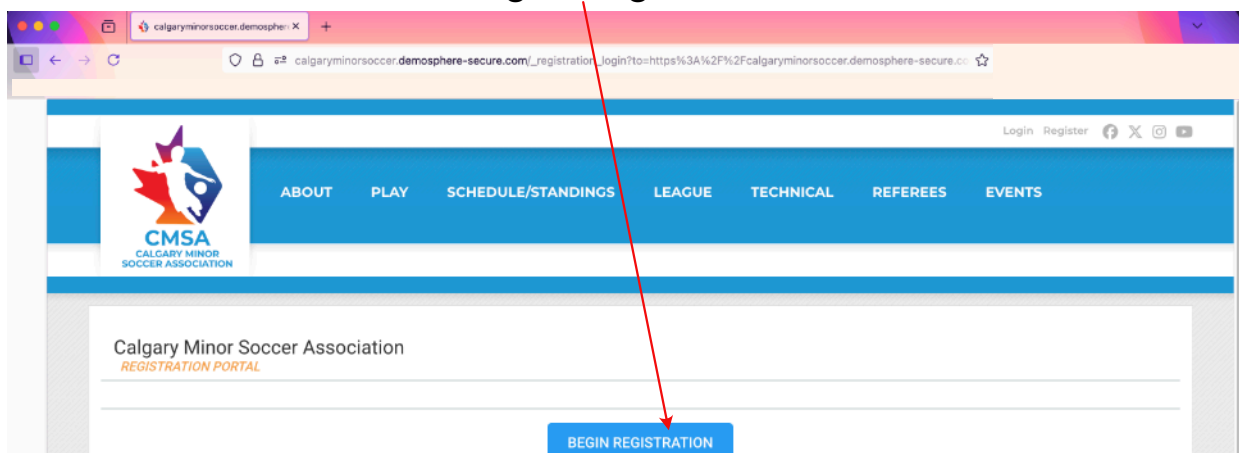 calgaryminorsoccer.demospher
calgaryminorsoccer.demosphere-secure.com/_registration_login?to=https%3A%2F%2Fcalgaryminorsoccer.demosphere-secure.co
Login Register
ABOUT PLAY SCHEDULE/STANDINGS LEAGUE TECHNICAL REFEREES EVENTS
CMSA
CALGARY MINOR
SOCCER ASSOCIATION
Calgary Minor Soccer Association
REGISTRATION PORTAL
BEGIN REGISTRATION